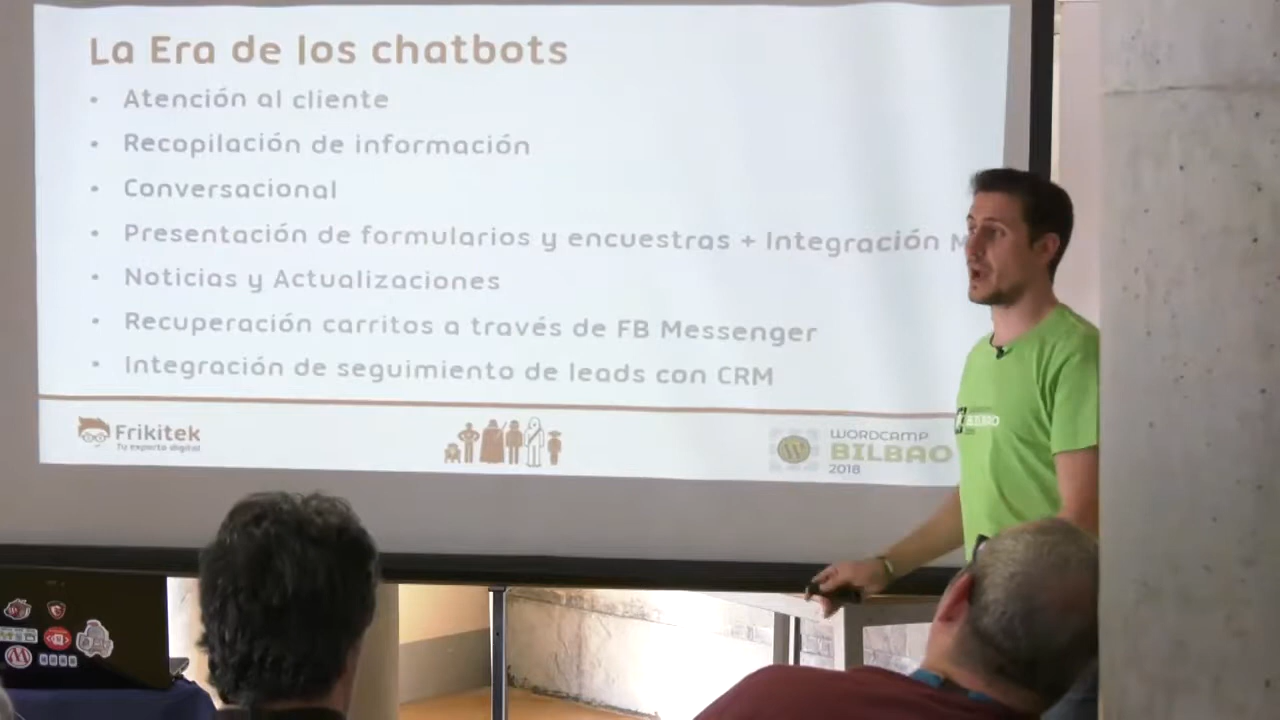 La Era de los chatbots
• Atención al cliente
• Recopilación de información
• Conversacional
• Presentación de formularios y encuestras + Integración M
• Noticias y Actualizaciones
• Recuperación carritos a través de FB Messenger
• Integración de seguimiento de leads con CRM
Frikitek
Tu experto digital
WORDCAMP
BILBAO
2018